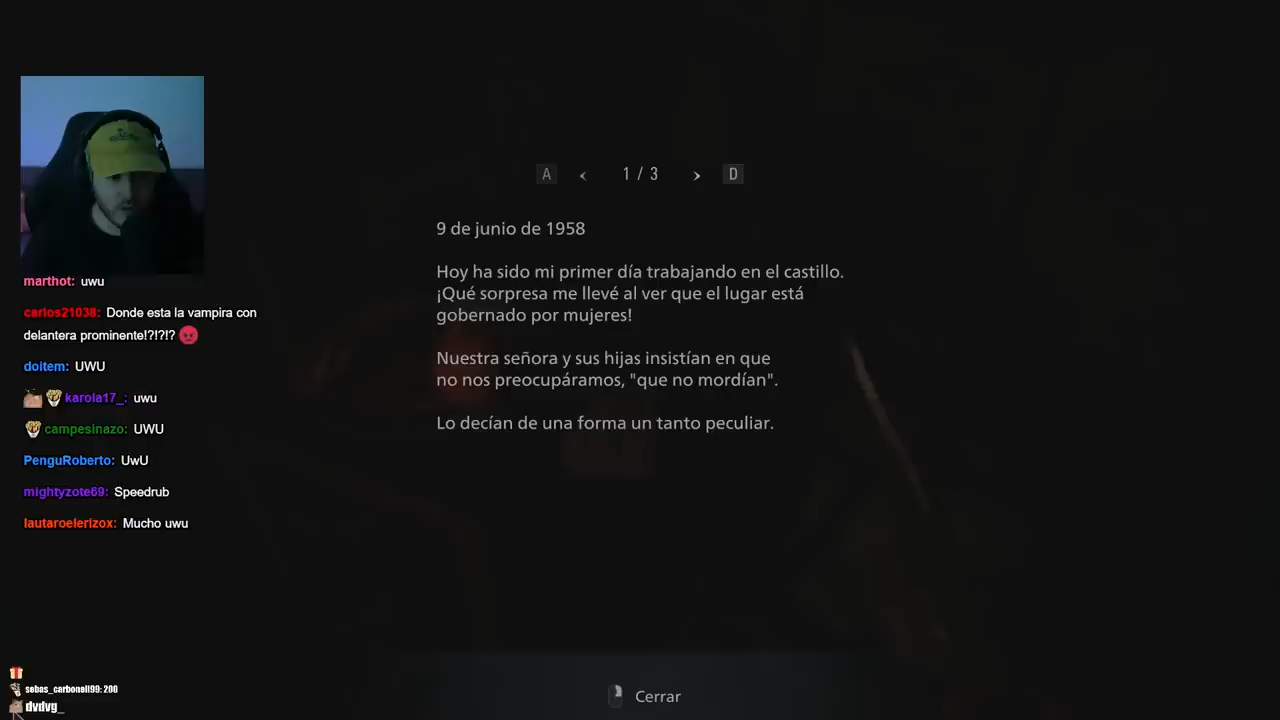 A < 1 / 3 > D
9 de junio de 1958
Hoy ha sido mi primer día trabajando en el castillo.
¡Qué sorpresa me llevé al ver que el lugar está
gobernado por mujeres!
Nuestra señora y sus hijas insistían en que
no nos preocupáramos, "que no mordían".
Lo decían de una forma un tanto peculiar.
Cerrar
marthot: uwu
carlos21038: Donde esta la vampira con
delantera prominente!?!?!?
doitem: UWU
karola17_: uwu
campesinazo: UWU
PenguRoberto: UwU
mightyzote69: Speedrub
lautaroelerizox: Mucho uwu
sebas_carbonell99: 200
dvdvg_